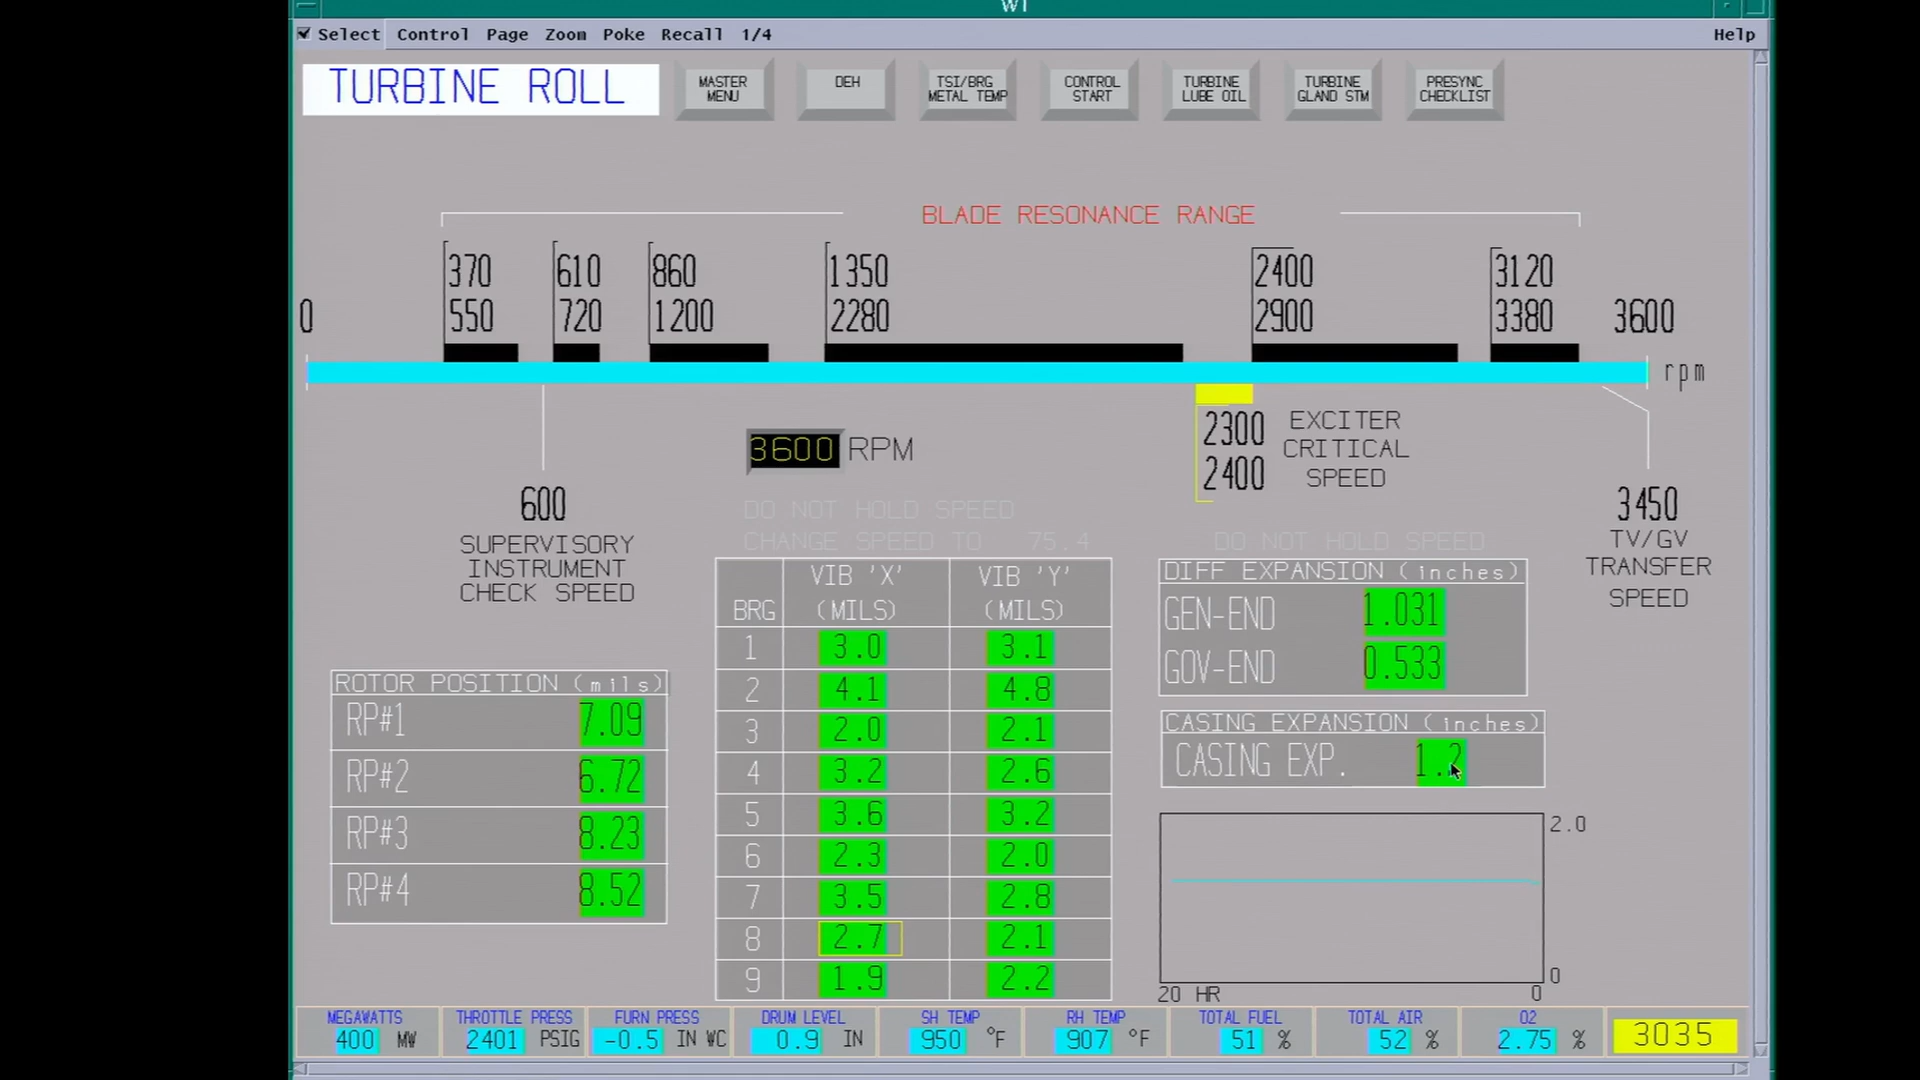 Select Control Page Zoom Poke Recall 1/4 Help
TURBINE ROLL
MASTER
MENU
DEH
TSI/BRG
METAL TEMP
CONTROL
START
TURBINE
LUBE OIL
TURBINE
GLAND STM
PRESYNC
CHECKLIST
BLADE RESONANCE RANGE
370 610 860 1350 2400 3120
0 550 720 1200 2280 2900 3380 3600
rpm
2300
2400
EXCITER
CRITICAL
SPEED
3600 RPM
600
SUPERVISORY
INSTRUMENT
CHECK SPEED
DO NOT HOLD SPEED
CHANGE SPEED TO 75.4
DO NOT HOLD SPEED
3450
TV/GV
TRANSFER
SPEED
ROTOR POSITION (mils)
RP#1 7.09
RP#2 6.72
RP#3 8.23
RP#4 8.52
VIB 'X' VIB 'Y'
BRG (MILS) (MILS)
1 3.0 3.1
2 4.1 4.8
3 2.0 2.1
4 3.2 2.6
5 3.6 3.2
6 2.3 2.0
7 3.5 2.8
8 2.7 2.1
9 1.9 2.2
DIFF EXPANSION (inches)
GEN-END 1.031
GOV-END 0.533
CASING EXPANSION (inches)
CASING EXP. 1.2
2.0
0
20 HR 0
MEGAWATTS
400 MW
THROTTLE PRESS
2401 PSIG
FURN PRESS
-0.5 IN WC
DRUM LEVEL
0.9 IN
SH TEMP
950 °F
RH TEMP
907 °F
TOTAL FUEL
51 %
TOTAL AIR
52 %
O2
2.75 %
3035